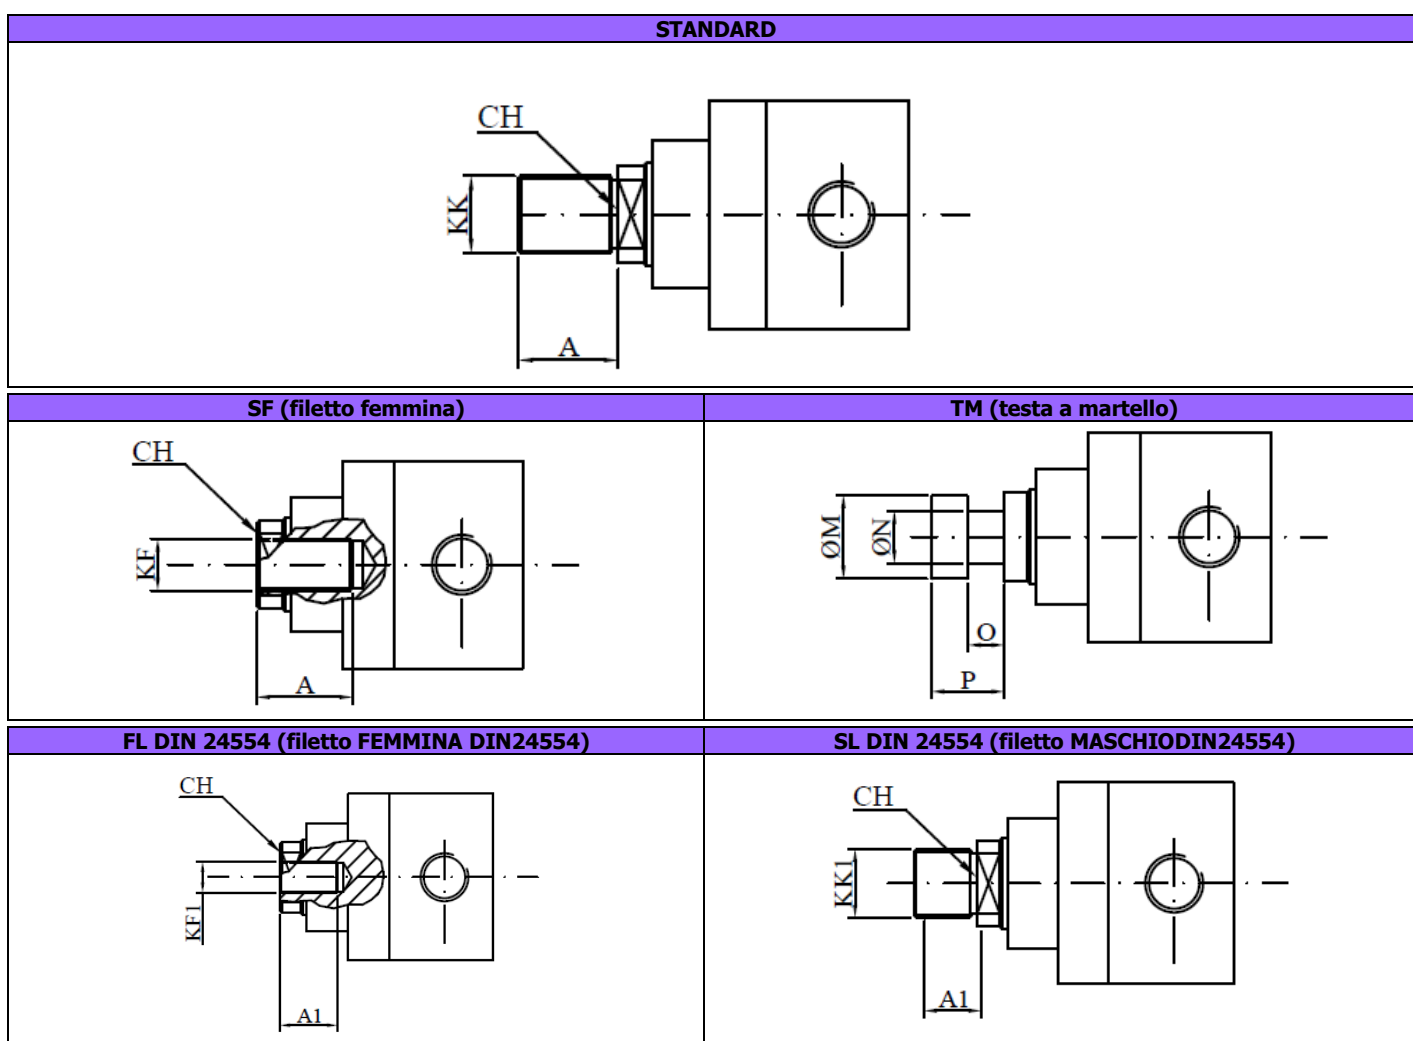 STANDARD
CH
KK
A
SF (filetto femmina)
TM (testa a martello)
CH
KF
A
ØM
ØN
O
P
FL DIN 24554 (filetto FEMMINA DIN24554)
SL DIN 24554 (filetto MASCHIODIN24554)
CH
KF1
A1
CH
KK1
A1